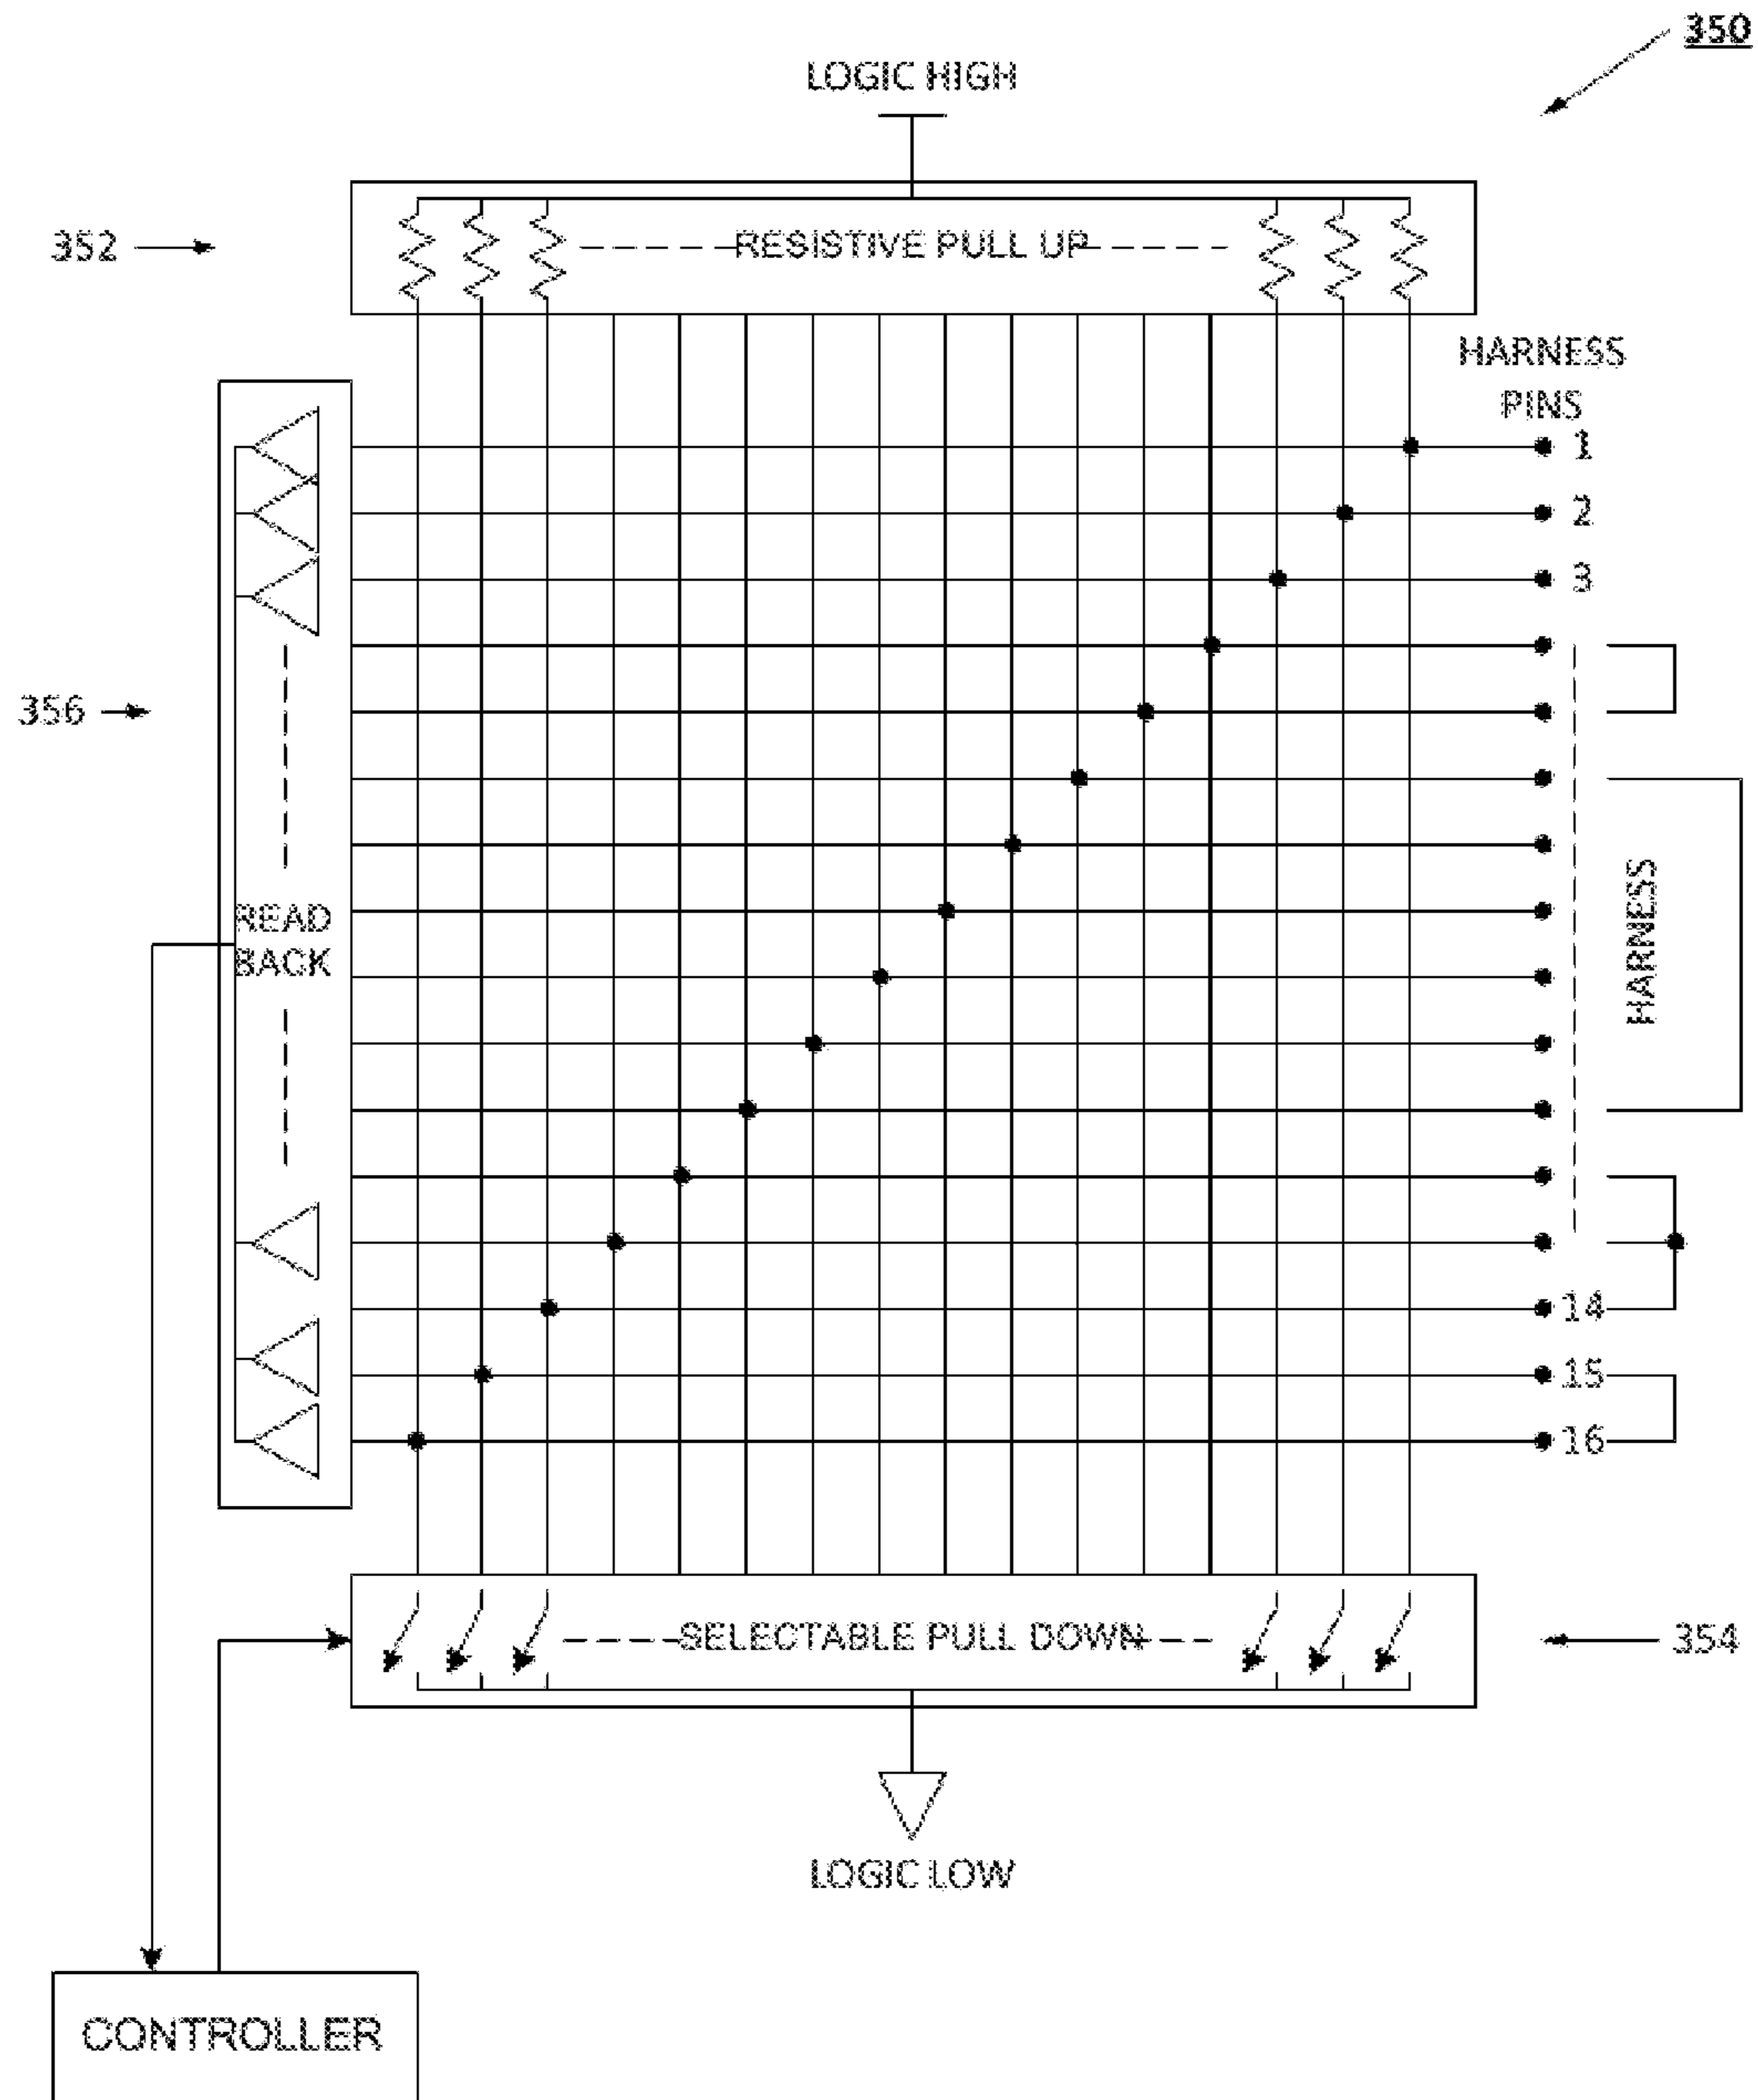 350
LOGIC HIGH
352
RESISTIVE PULL UP
HARNESS
PINS
1
2
3
356
READ
BACK
HARNESS
14
15
16
SELECTABLE PULL DOWN
354
LOGIC LOW
CONTROLLER